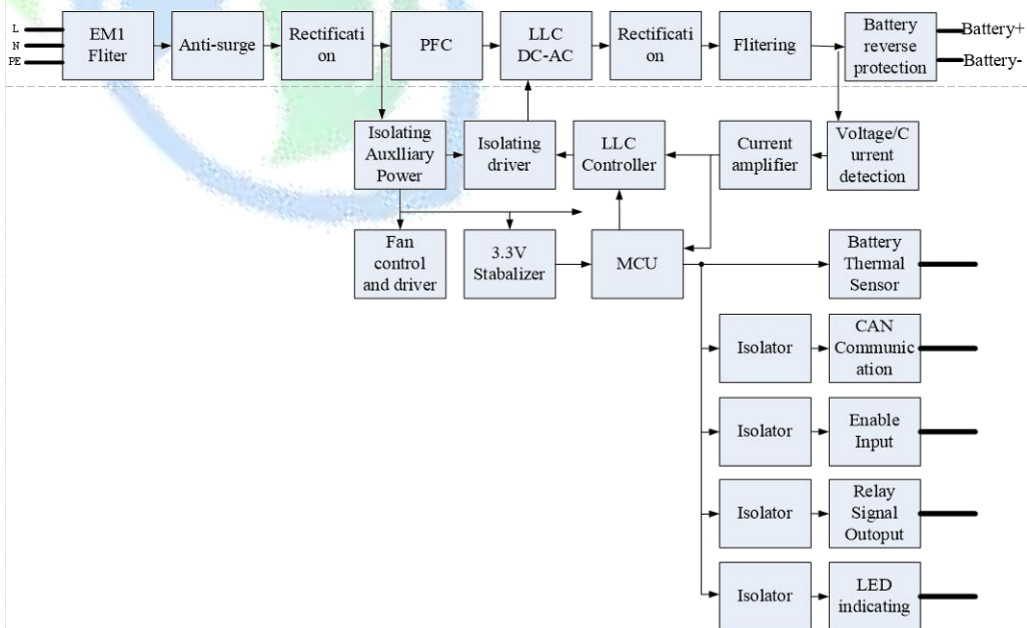 L
N
PE
EM1
Fliter
Anti-surge
Rectificati
on
PFC
LLC
DC-AC
Rectificati
on
Flitering
Battery
reverse
protection
Battery+
Battery-
Isolating
Auxlliary
Power
Isolating
driver
LLC
Controller
Current
amplifier
Voltage/C
urrent
detection
Fan
control
and driver
3.3V
Stabalizer
MCU
Battery
Thermal
Sensor
Isolator
CAN
Communic
ation
Isolator
Enable
Input
Isolator
Relay
Signal
Outoput
Isolator
LED
indicating